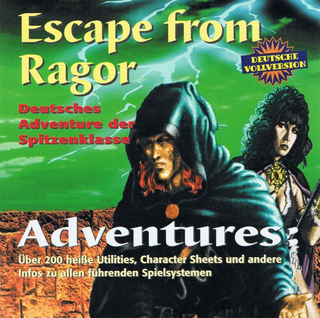 Escape from
Ragor
DEUTSCHE
VOLLVERSION
Deutsches
Adventure der
Spitzenklasse
Adventures
Über 200 heiße Utilities, Character Sheets und andere
Infos zu allen führenden Spielsystemen